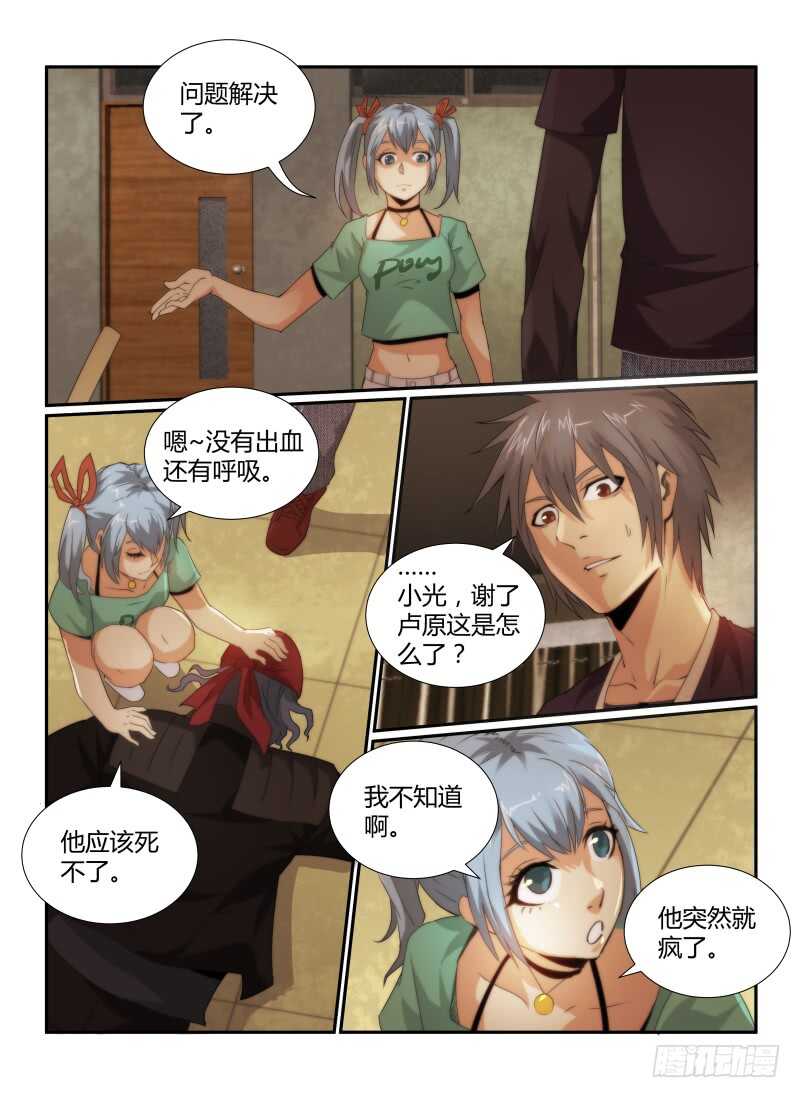 问题解决
了。
Pony
嗯~没有出血
还有呼吸。
……
小光，谢了
卢原这是怎
么了？
他应该死
不了。
我不知道
啊。
他突然就
疯了。
腾讯动漫